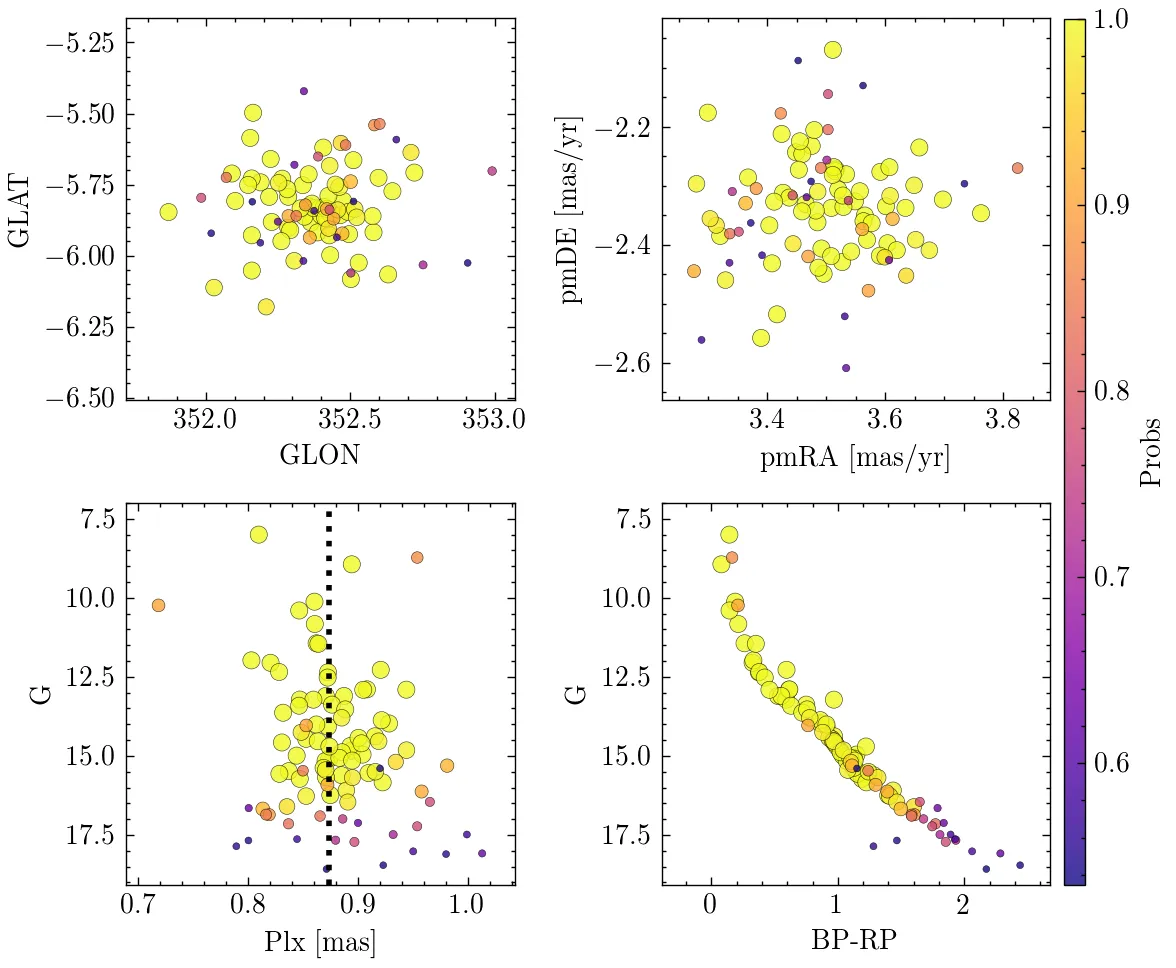 −5.25
−5.50
−5.75
−6.00
−6.25
−6.50
GLAT
352.0 352.5 353.0
GLON
−2.2
−2.4
−2.6
pmDE [mas/yr]
3.4 3.6 3.8
pmRA [mas/yr]
7.5
10.0
12.5
15.0
17.5
G
0.7 0.8 0.9 1.0
Plx [mas]
7.5
10.0
12.5
15.0
17.5
G
0 1 2
BP-RP
1.0
0.9
0.8
0.7
0.6
Probs